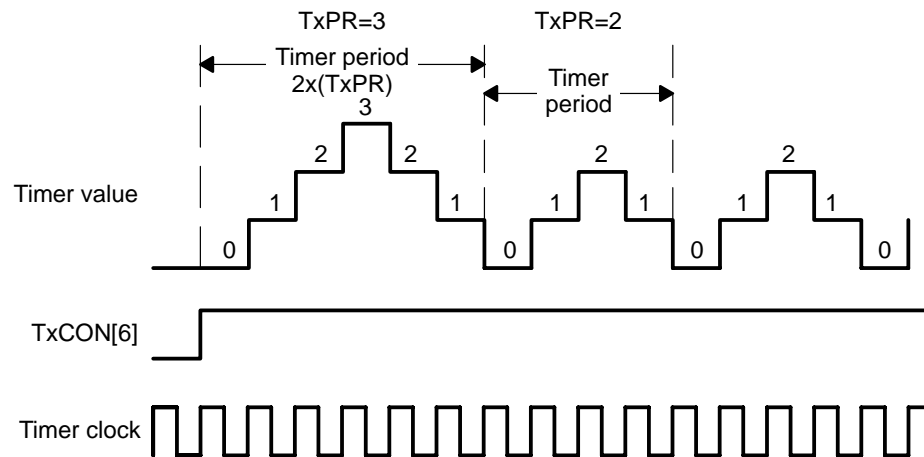 TxPR=3 TxPR=2
Timer period
2x(TxPR)
Timer
period
3
2 2 2 2
Timer value
1 1 1 1 1 1
0 0 0 0
TxCON[6]
Timer clock